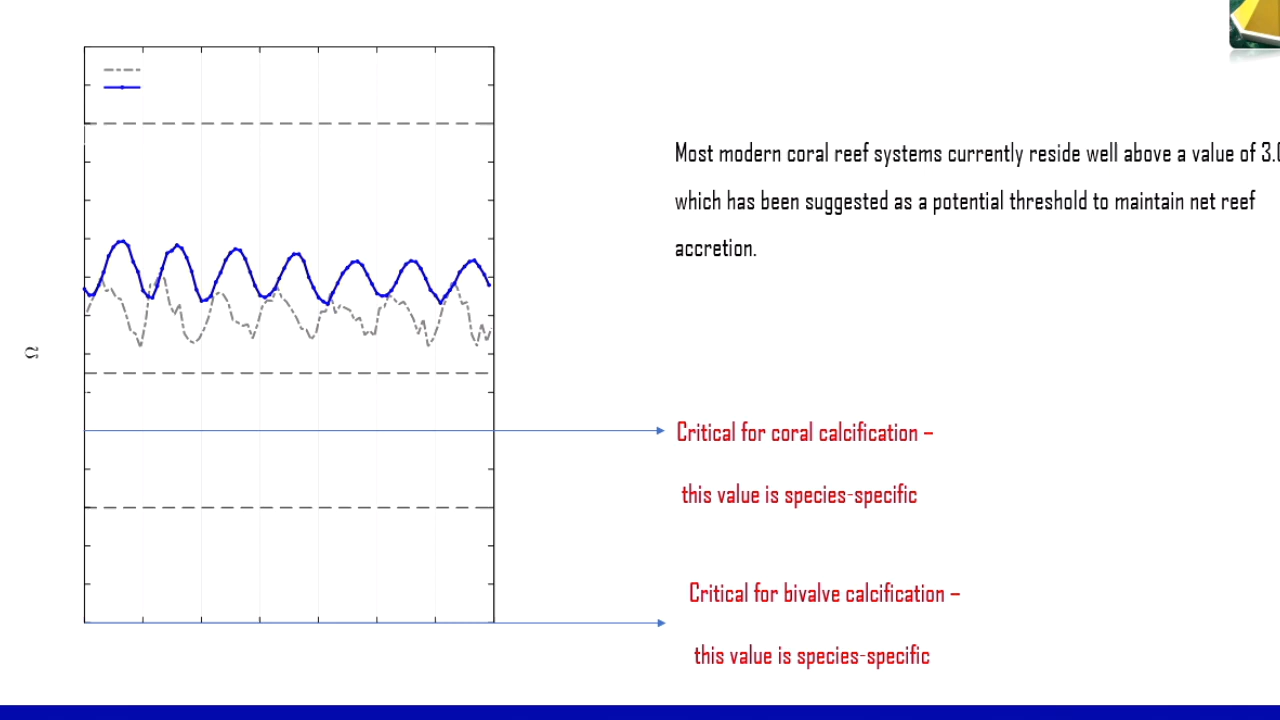 Most modern coral reef systems currently reside well above a value of 3.0
which has been suggested as a potential threshold to maintain net reef
accretion.
Ω
Critical for coral calcification –
this value is species-specific
Critical for bivalve calcification –
this value is species-specific